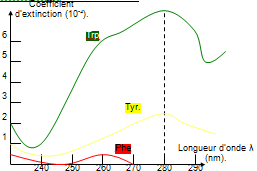 Coefficient
d'extinction (10⁻⁴).
Trp
6
5
4
3
Tyr.
2
1
Phe
Longueur d'onde λ
(nm).
240 250 260 270 280 290